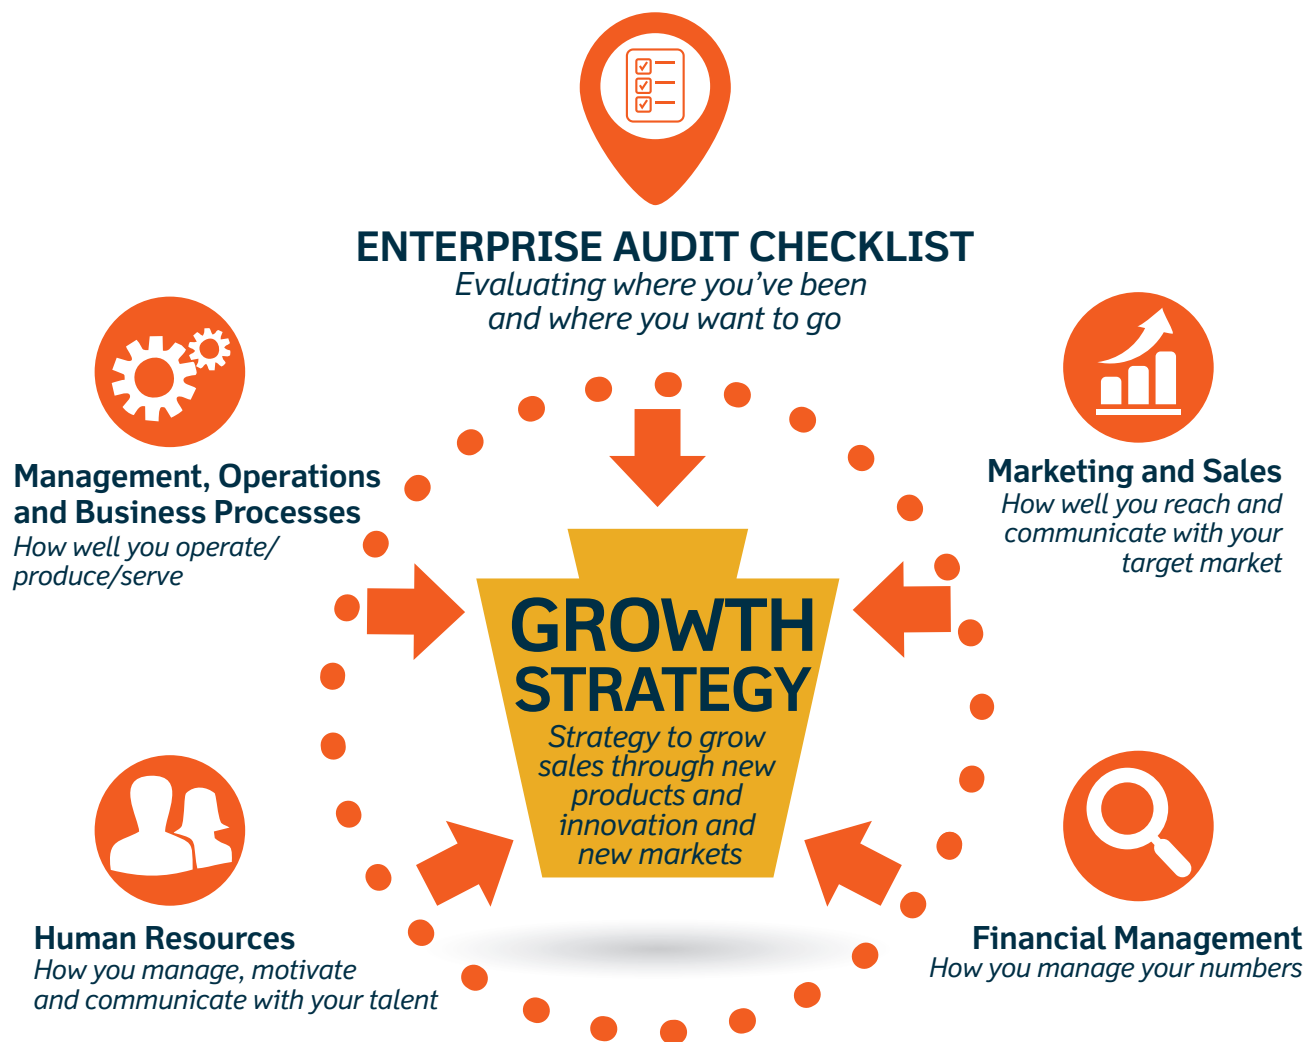 ENTERPRISE AUDIT CHECKLIST
Evaluating where you've been
and where you want to go
Management, Operations
and Business Processes
How well you operate/
produce/serve
Marketing and Sales
How well you reach and
communicate with your
target market
GROWTH
STRATEGY
Strategy to grow
sales through new
products and
innovation and
new markets
Human Resources
How you manage, motivate
and communicate with your talent
Financial Management
How you manage your numbers